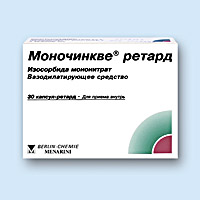 Моночинкве® ретард
Изосорбида мононитрат
Вазодилатирующее средство
30 капсул-ретард - Для приема внутрь
BERLIN-CHEMIE
MENARINI